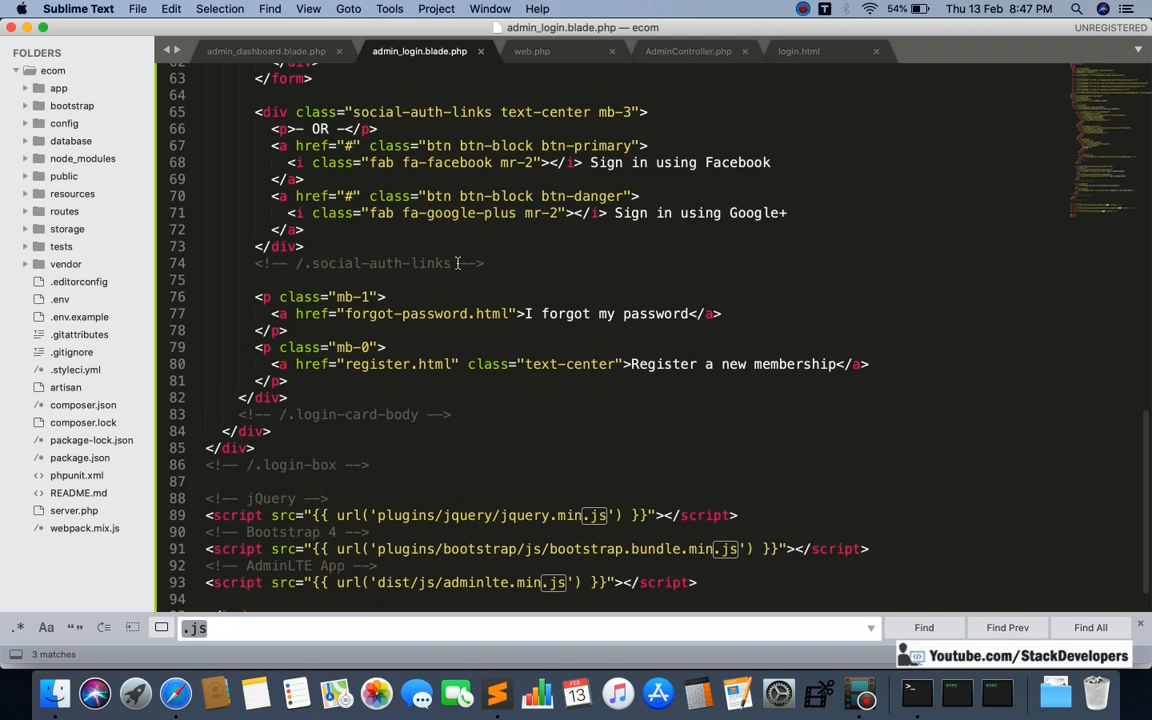 Sublime Text File Edit Selection Find View Goto Tools Project Window Help T 54% Thu 13 Feb 8:47 PM
admin_login.blade.php — ecom UNREGISTERED
FOLDERS
admin_dashboard.blade.php admin_login.blade.php web.php AdminController.php login.html
ecom
app
bootstrap
config
database
node_modules
public
resources
routes
storage
tests
vendor
.editorconfig
.env
.env.example
.gitattributes
.gitignore
.styleci.yml
artisan
composer.json
composer.lock
package-lock.json
package.json
phpunit.xml
README.md
server.php
webpack.mix.js
62 </div>
63 </form>
64
65 <div class="social-auth-links text-center mb-3">
66 <p>- OR -</p>
67 <a href="#" class="btn btn-block btn-primary">
68 <i class="fab fa-facebook mr-2"></i> Sign in using Facebook
69 </a>
70 <a href="#" class="btn btn-block btn-danger">
71 <i class="fab fa-google-plus mr-2"></i> Sign in using Google+
72 </a>
73 </div>
74 <!-- /.social-auth-links -->
75
76 <p class="mb-1">
77 <a href="forgot-password.html">I forgot my password</a>
78 </p>
79 <p class="mb-0">
80 <a href="register.html" class="text-center">Register a new membership</a>
81 </p>
82 </div>
83 <!-- /.login-card-body -->
84 </div>
85 </div>
86 <!-- /.login-box -->
87
88 <!-- jQuery -->
89 <script src="{{ url('plugins/jquery/jquery.min.js') }}"></script>
90 <!-- Bootstrap 4 -->
91 <script src="{{ url('plugins/bootstrap/js/bootstrap.bundle.min.js') }}"></script>
92 <!-- AdminLTE App -->
93 <script src="{{ url('dist/js/adminlte.min.js') }}"></script>
94
.* Aa “” .js Find Find Prev Find All
3 matches
Youtube.com/StackDevelopers
FEB
13